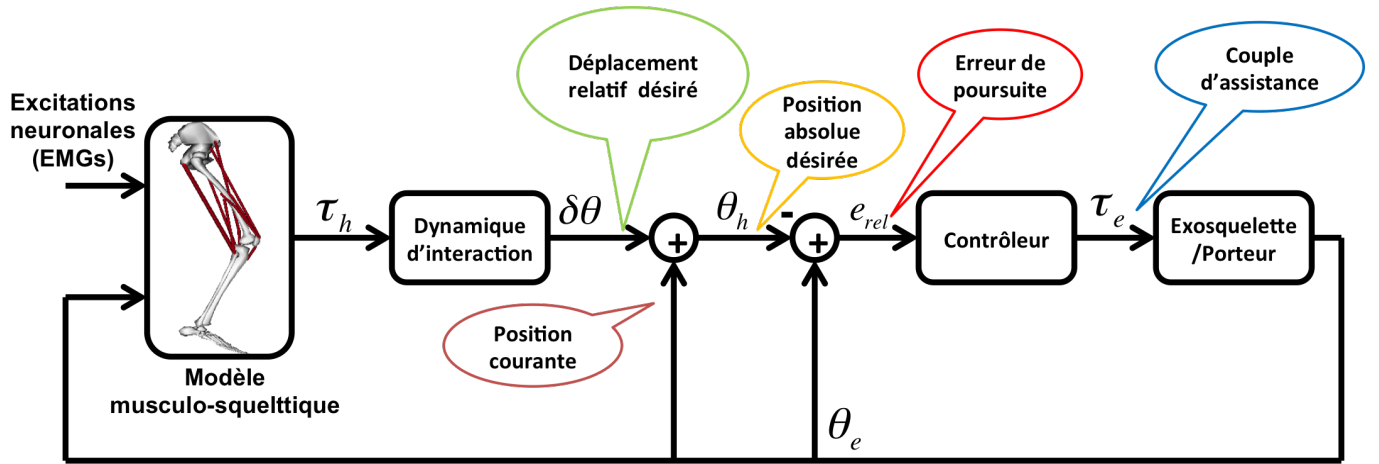 Excitations
neuronales
(EMGs)
Modèle
musculo-squelttique
τh
Dynamique
d'interaction
δθ
Déplacement
relatif désiré
+
Position
courante
θh
Position
absolue
désirée
-
+
θe
erel
Erreur de
poursuite
Contrôleur
τe
Couple
d'assistance
Exosquelette
/Porteur